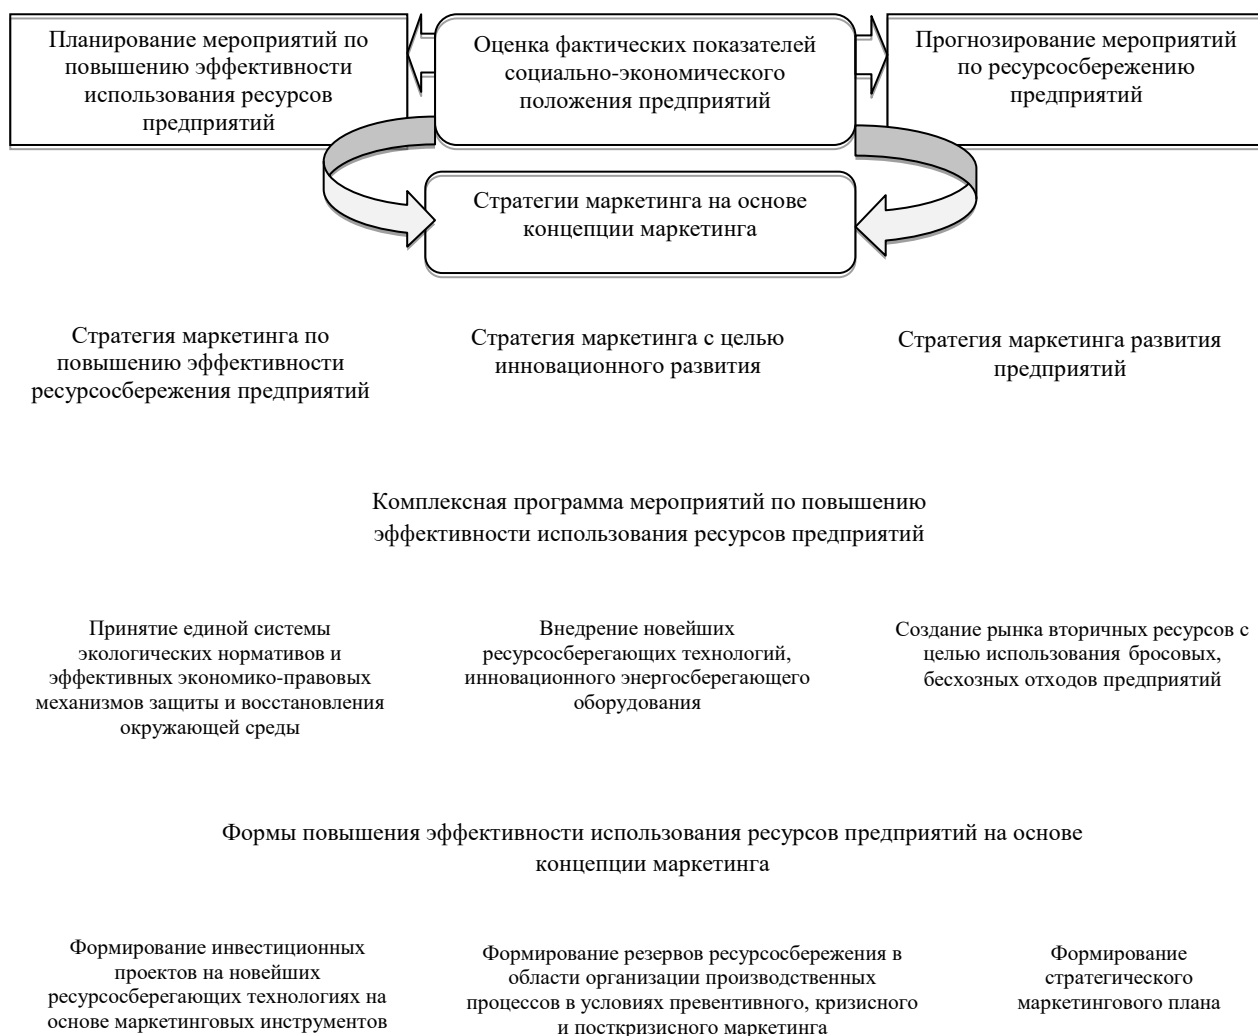 Планирование мероприятий по
повышению эффективности
использования ресурсов
предприятий
Оценка фактических показателей
социально-экономического
положения предприятий
Прогнозирование мероприятий
по ресурсосбережению
предприятий
Стратегии маркетинга на основе
концепции маркетинга
Стратегия маркетинга по
повышению эффективности
ресурсосбережения предприятий
Стратегия маркетинга с целью
инновационного развития
Стратегия маркетинга развития
предприятий
Комплексная программа мероприятий по повышению
эффективности использования ресурсов предприятий
Принятие единой системы
экологических нормативов и
эффективных экономико-правовых
механизмов защиты и восстановления
окружающей среды
Внедрение новейших
ресурсосберегающих технологий,
инновационного энергосберегающего
оборудования
Создание рынка вторичных ресурсов с
целью использования бросовых,
бесхозных отходов предприятий
Формы повышения эффективности использования ресурсов предприятий на основе
концепции маркетинга
Формирование инвестиционных
проектов на новейших
ресурсосберегающих технологиях на
основе маркетинговых инструментов
Формирование резервов ресурсосбережения в
области организации производственных
процессов в условиях превентивного, кризисного
и посткризисного маркетинга
Формирование
стратегического
маркетингового плана